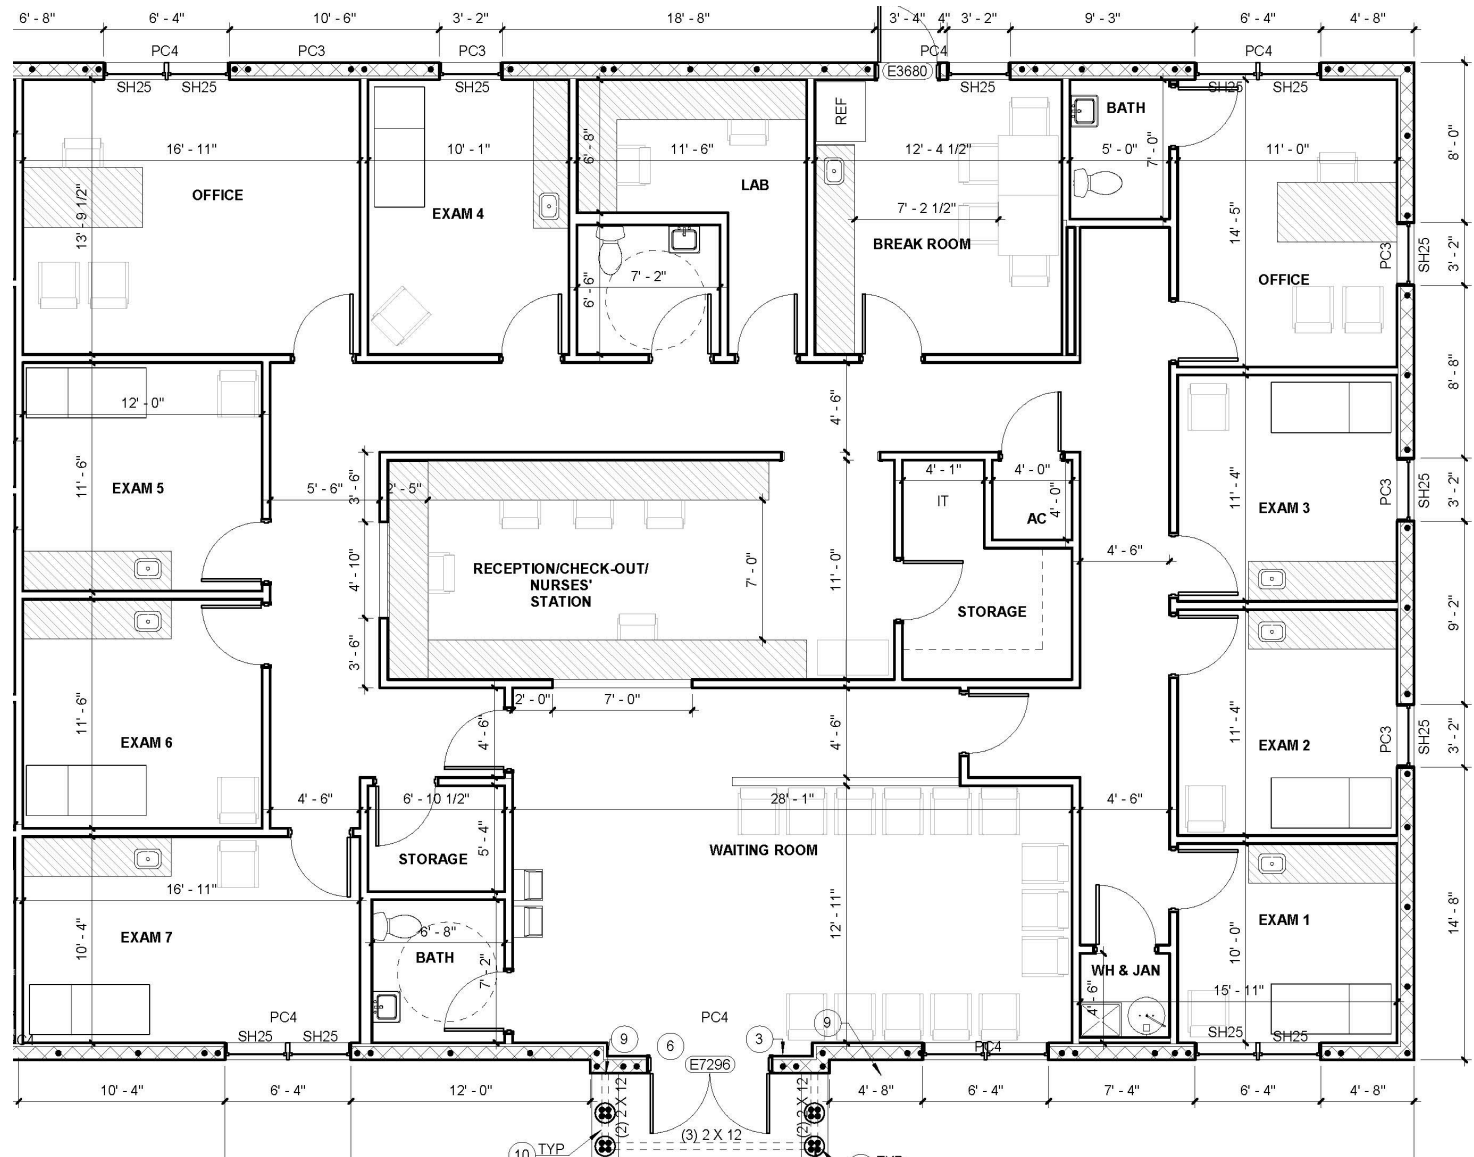 6' - 8"
6' - 4"
10' - 6"
3' - 2"
18' - 8"
3' - 4"
4"
3' - 2"
9' - 3"
6' - 4"
4' - 8"
PC4
PC3
PC3
PC4
PC4
E3680
SH25
SH25
SH25
SH25
SH25
SH25
REF
BATH
16' - 11"
10' - 1"
6' - 8"
11' - 6"
12' - 4 1/2"
5' - 0"
7' - 0"
11' - 0"
8' - 0"
OFFICE
EXAM 4
LAB
13' - 9 1/2"
7' - 2 1/2"
BREAK ROOM
14' - 5"
OFFICE
PC3
SH25
3' - 2"
6' - 6"
7' - 2"
12' - 0"
4' - 6"
8' - 8"
EXAM 5
11' - 6"
5' - 6"
3' - 6"
2' - 5"
4' - 1"
4' - 0"
IT
AC
4' - 0"
11' - 4"
EXAM 3
PC3
SH25
3' - 2"
4' - 10"
RECEPTION/CHECK-OUT/
NURSES'
STATION
7' - 0"
11' - 0"
4' - 6"
STORAGE
9' - 2"
3' - 6"
2' - 0"
7' - 0"
11' - 6"
EXAM 6
4' - 6"
4' - 6"
11' - 4"
EXAM 2
PC3
SH25
3' - 2"
4' - 6"
6' - 10 1/2"
28' - 1"
4' - 6"
STORAGE
5' - 4"
WAITING ROOM
16' - 11"
12' - 11"
14' - 8"
EXAM 7
10' - 4"
6' - 8"
BATH
7' - 2"
EXAM 1
10' - 0"
WH & JAN
4' - 6"
15' - 11"
PC4
SH25
SH25
PC4
9
SH25
SH25
C4
9
6
3
PC4
E7296
10' - 4"
6' - 4"
12' - 0"
4' - 8"
6' - 4"
7' - 4"
6' - 4"
4' - 8"
(2) 2 X 12
(3) 2 X 12
(2) 2 X 12
10
TYP